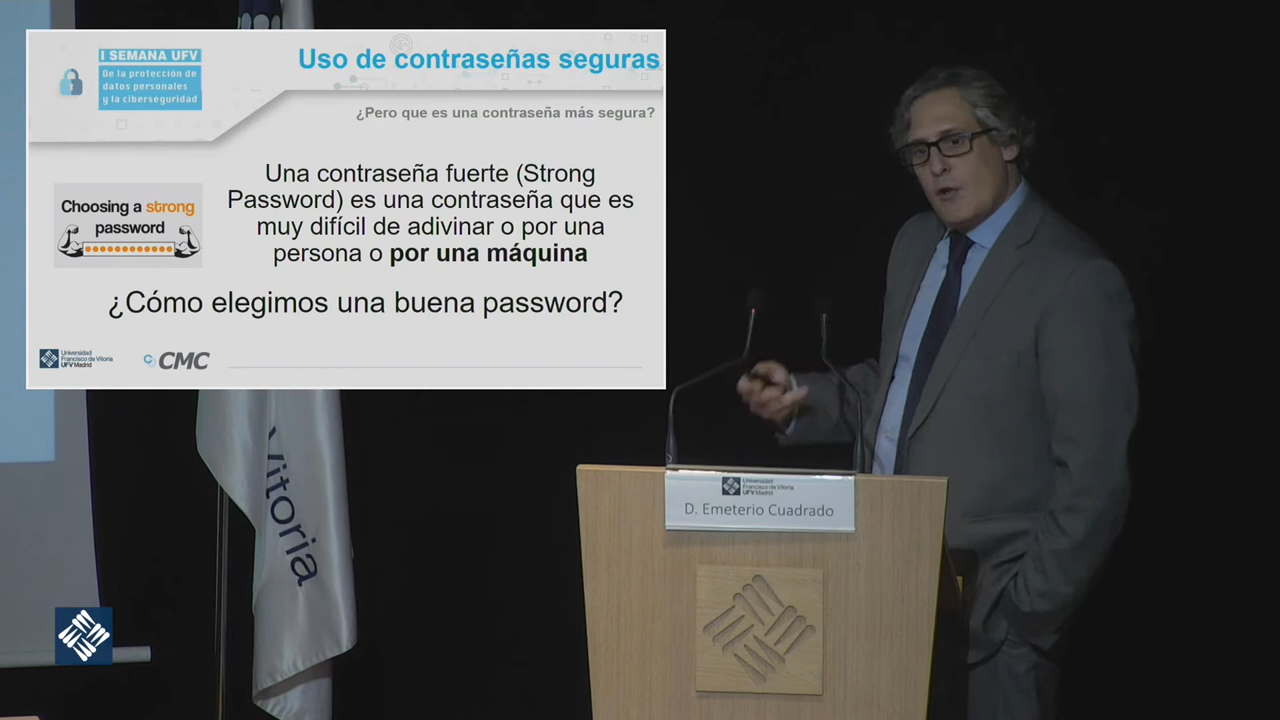 I SEMANA UFV
De la protección de
datos personales
y la ciberseguridad
Uso de contraseñas seguras
¿Pero que es una contraseña más segura?
Choosing a strong
password
Una contraseña fuerte (Strong
Password) es una contraseña que es
muy difícil de adivinar o por una
persona o por una máquina
¿Cómo elegimos una buena password?
Universidad
Francisco de Vitoria
UFV Madrid
CMC
Vitoria
Universidad
Francisco de Vitoria
UFV Madrid
D. Emeterio Cuadrado